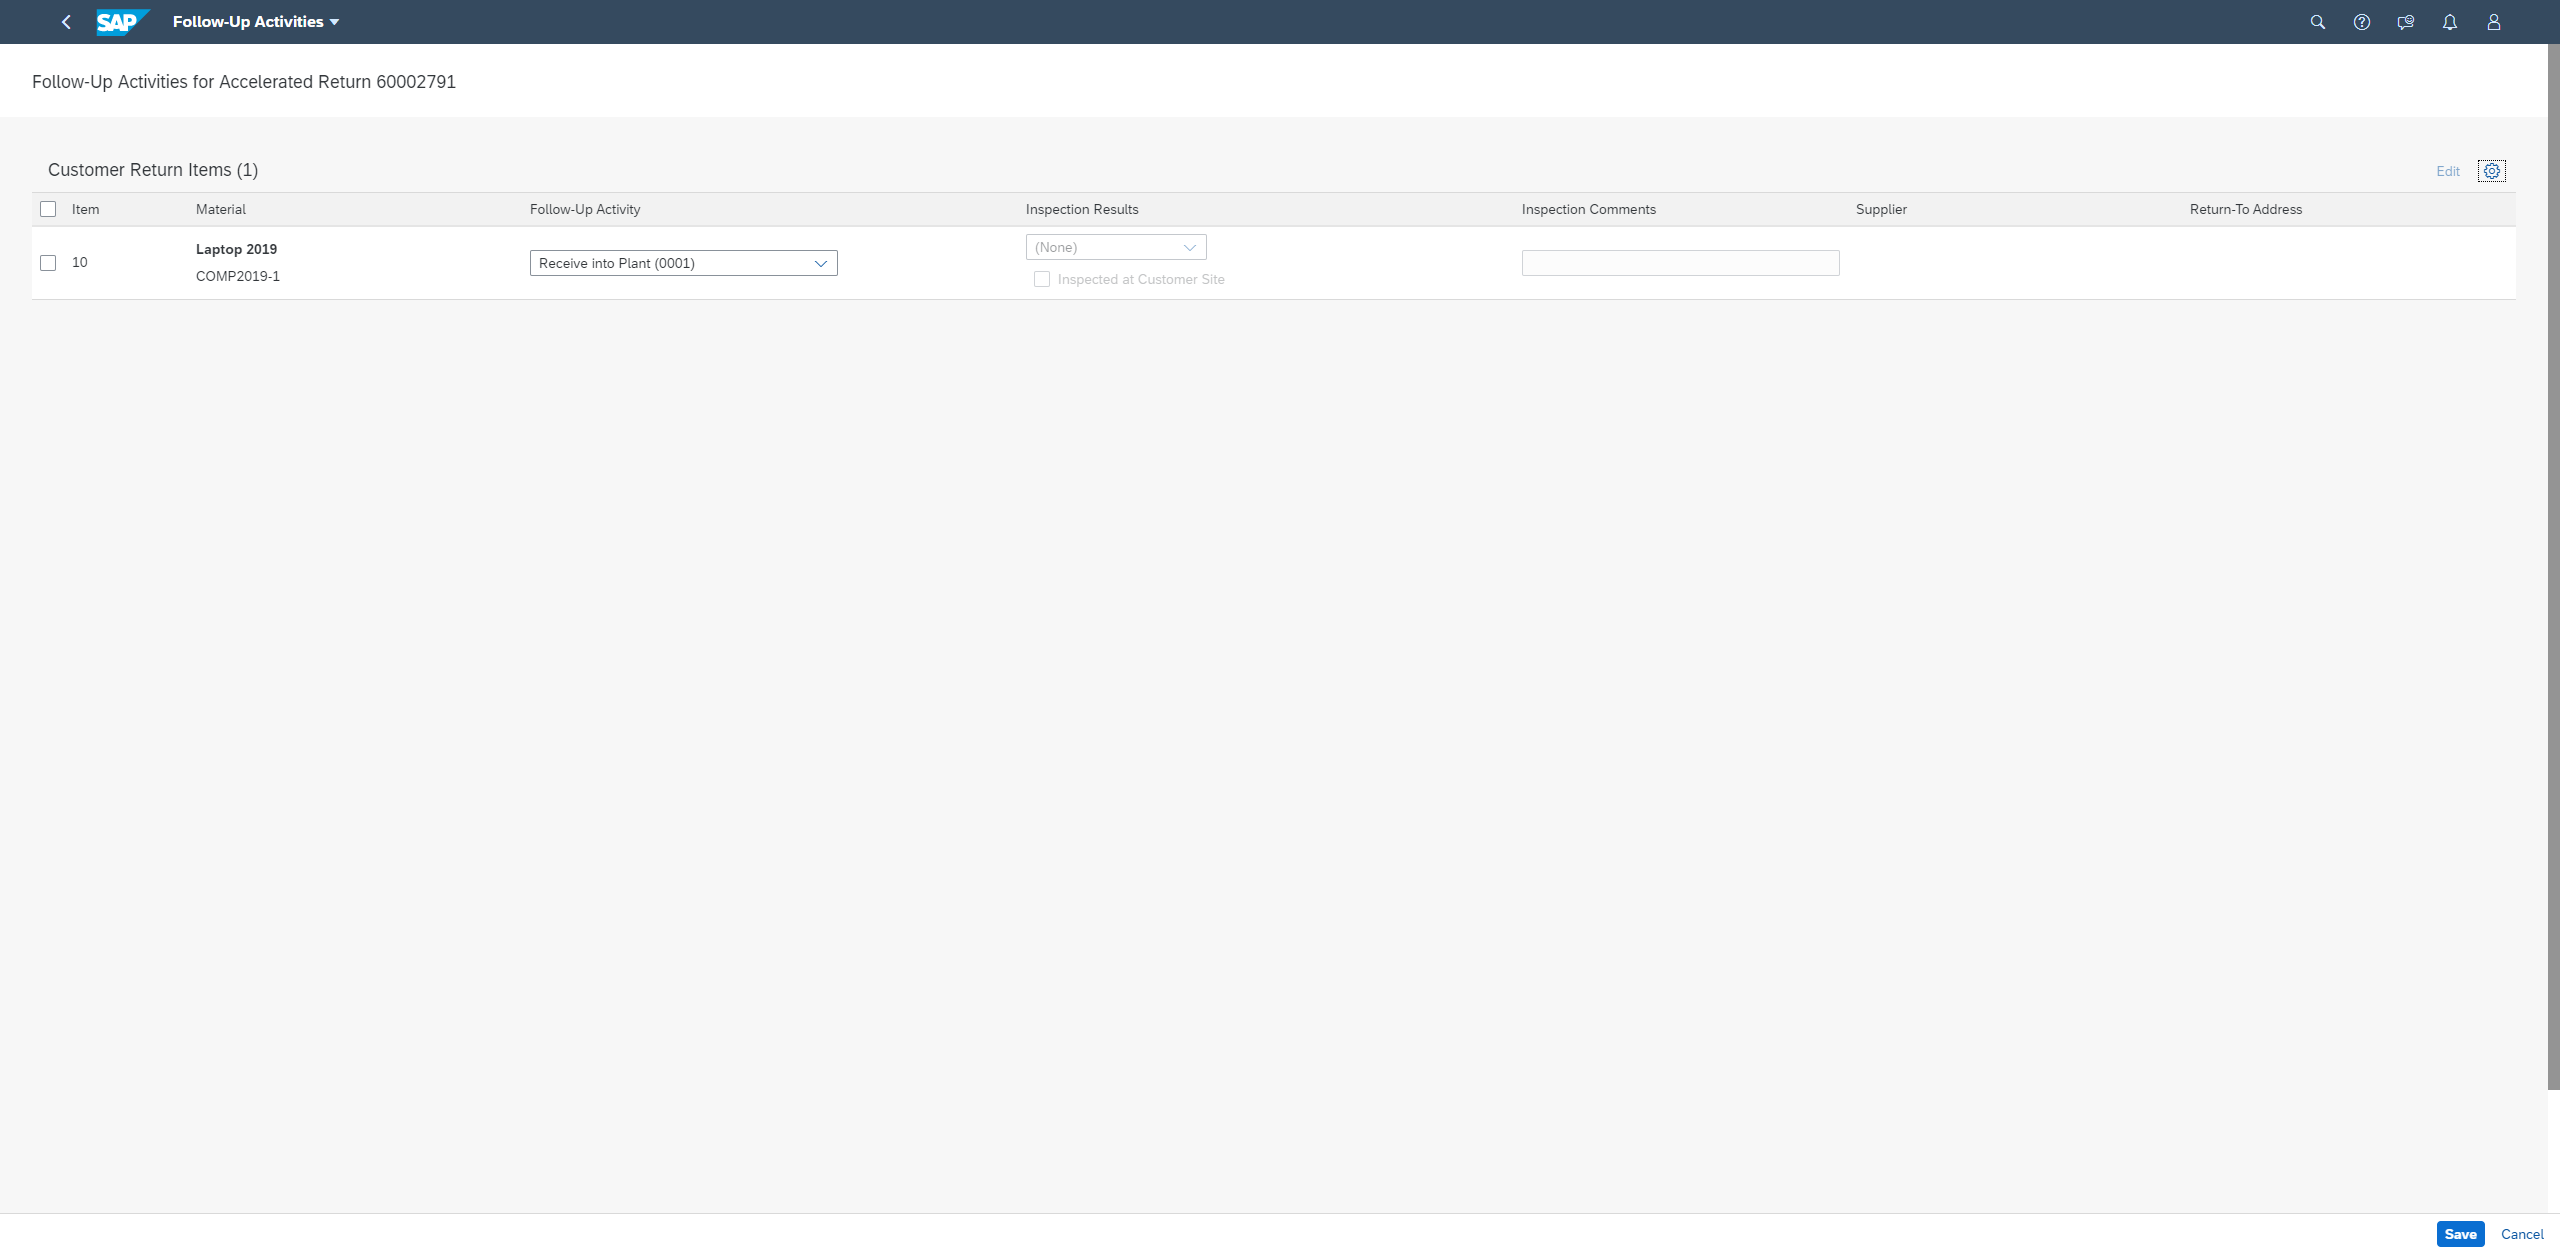 SAP
Follow-Up Activities
Follow-Up Activities for Accelerated Return 60002791
Customer Return Items (1)
Edit
Item Material Follow-Up Activity Inspection Results Inspection Comments Supplier Return-To Address
10
Laptop 2019
COMP2019-1
Receive into Plant (0001)
(None)
Inspected at Customer Site
Save Cancel